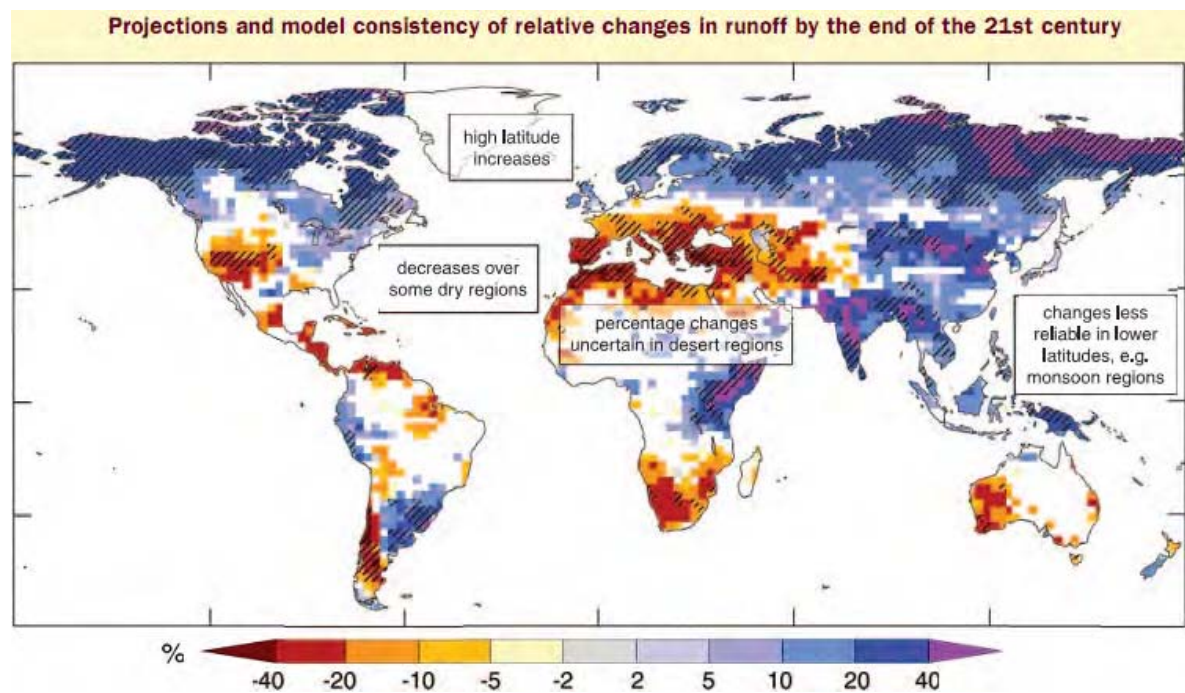 Projections and model consistency of relative changes in runoff by the end of the 21st century
high latitude
increases
decreases over
some dry regions
percentage changes
uncertain in desert regions
changes less
reliable in lower
latitudes, e.g.
monsoon regions
%
-40 -20 -10 -5 -2 2 5 10 20 40